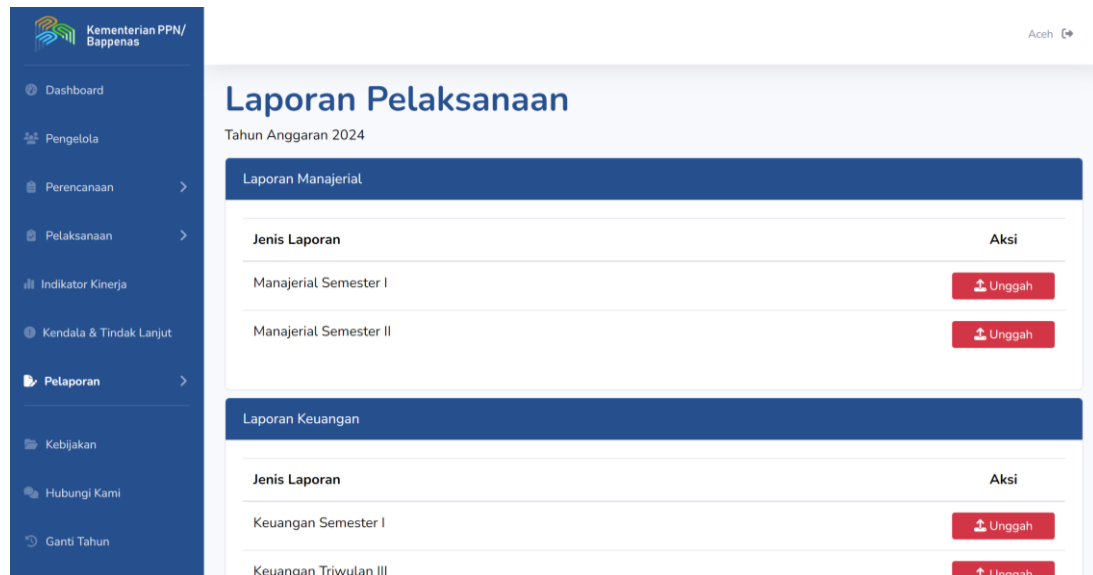 Kementerian PPN/
Bappenas
Aceh
Dashboard
Pengelola
Perencanaan
Pelaksanaan
Indikator Kinerja
Kendala & Tindak Lanjut
Pelaporan
Kebijakan
Hubungi Kami
Ganti Tahun
Laporan Pelaksanaan
Tahun Anggaran 2024
Laporan Manajerial
Jenis Laporan Aksi
Manajerial Semester I Unggah
Manajerial Semester II Unggah
Laporan Keuangan
Jenis Laporan Aksi
Keuangan Semester I Unggah
Keuangan Triwulan III Unggah